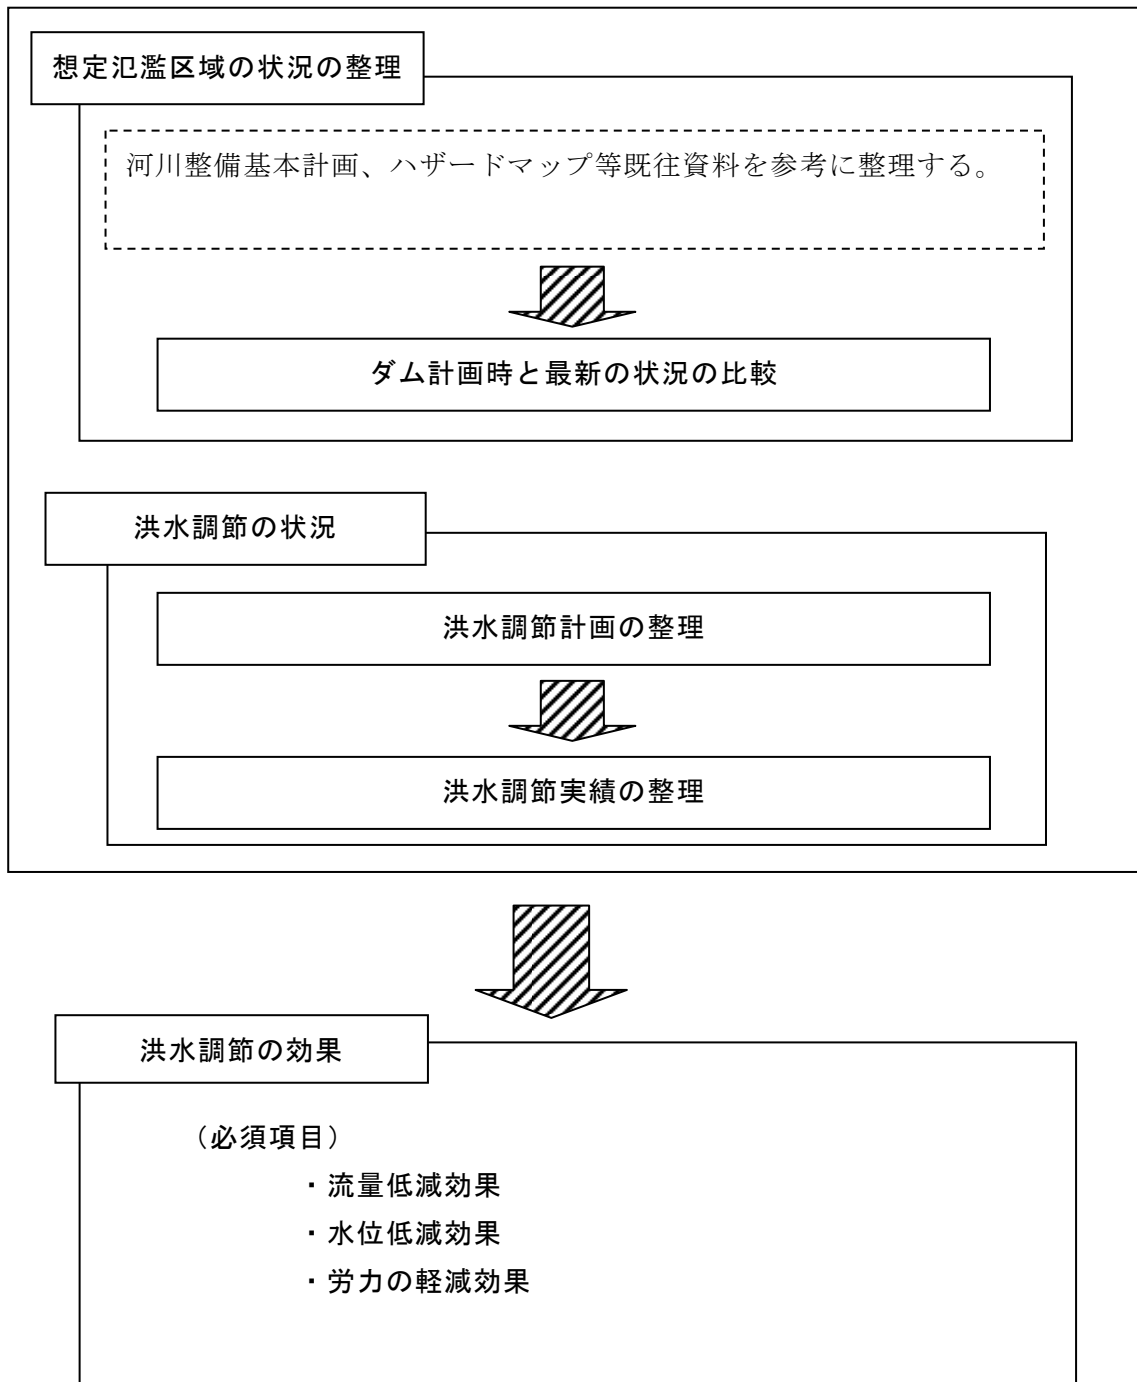 想定氾濫区域の状況の整理
河川整備基本計画、ハザードマップ等既往資料を参考に整理する。
ダム計画時と最新の状況の比較
洪水調節の状況
洪水調節計画の整理
洪水調節実績の整理
洪水調節の効果
（必須項目）
・流量低減効果
・水位低減効果
・労力の軽減効果